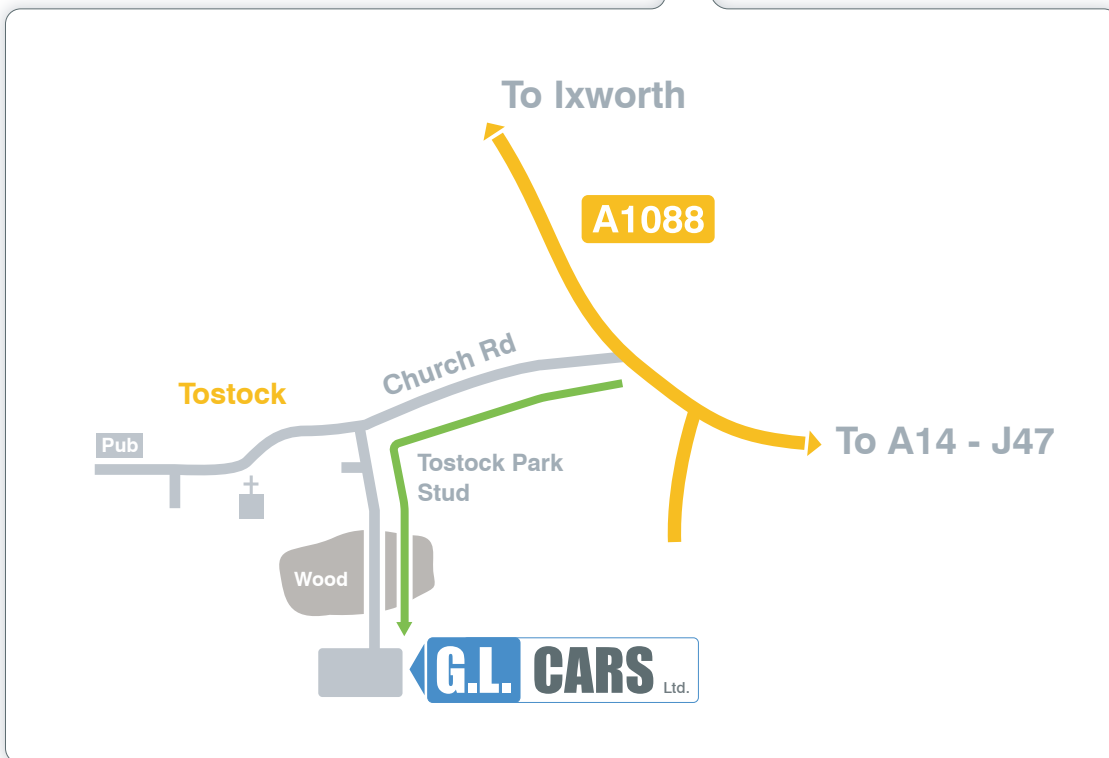 To Ixworth
A1088
Church Rd
Tostock
Pub
To A14 - J47
Tostock Park
Stud
Wood
G.L. CARS Ltd.